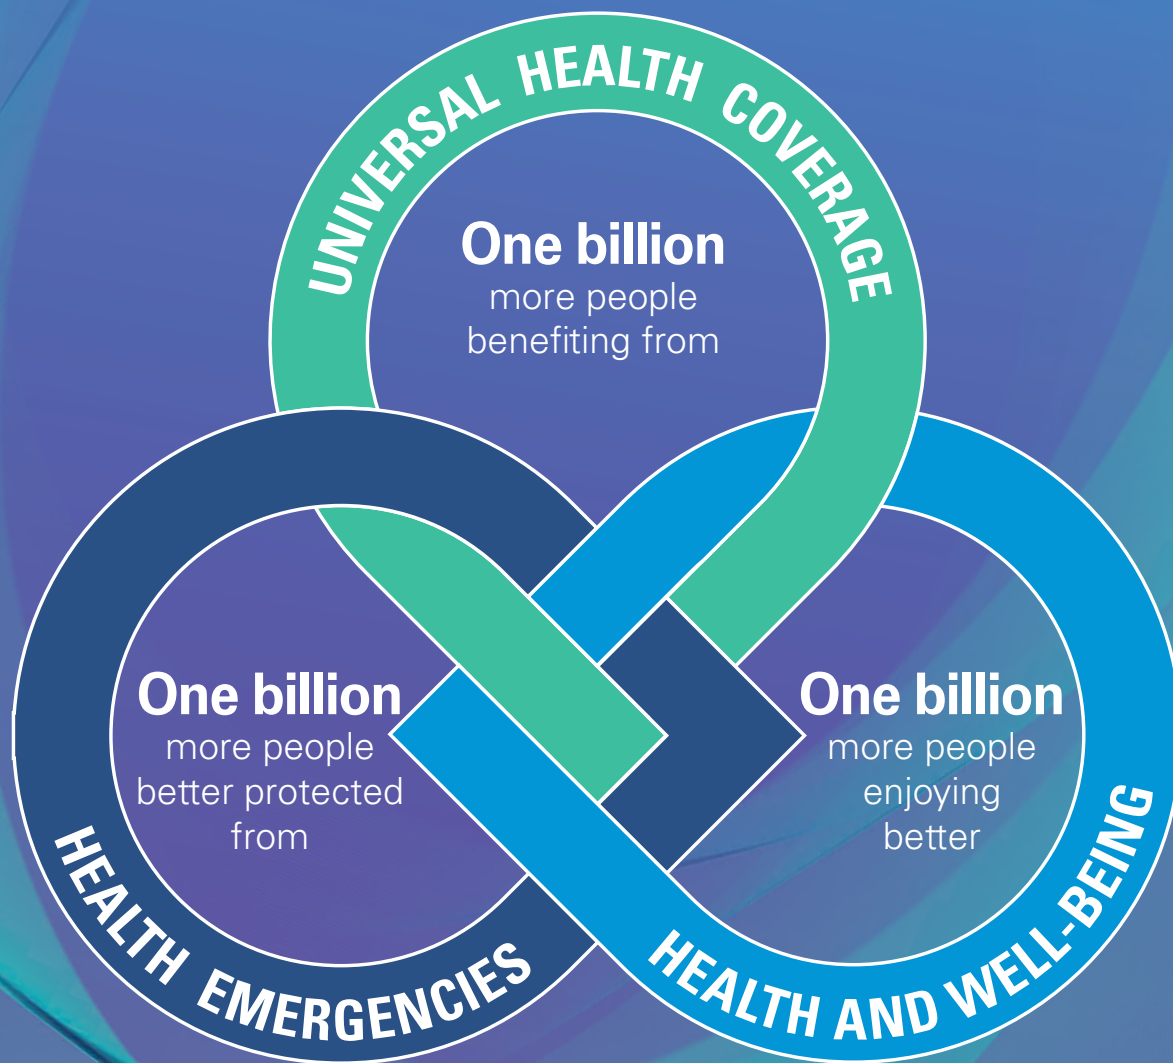 UNIVERSAL HEALTH COVERAGE
One billion
more people
benefiting from
One billion
more people
better protected
from
HEALTH EMERGENCIES
One billion
more people
enjoying
better
HEALTH AND WELL-BEING